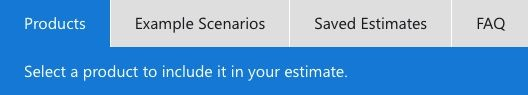 Products Example Scenarios Saved Estimates FAQ
Select a product to include it in your estimate.